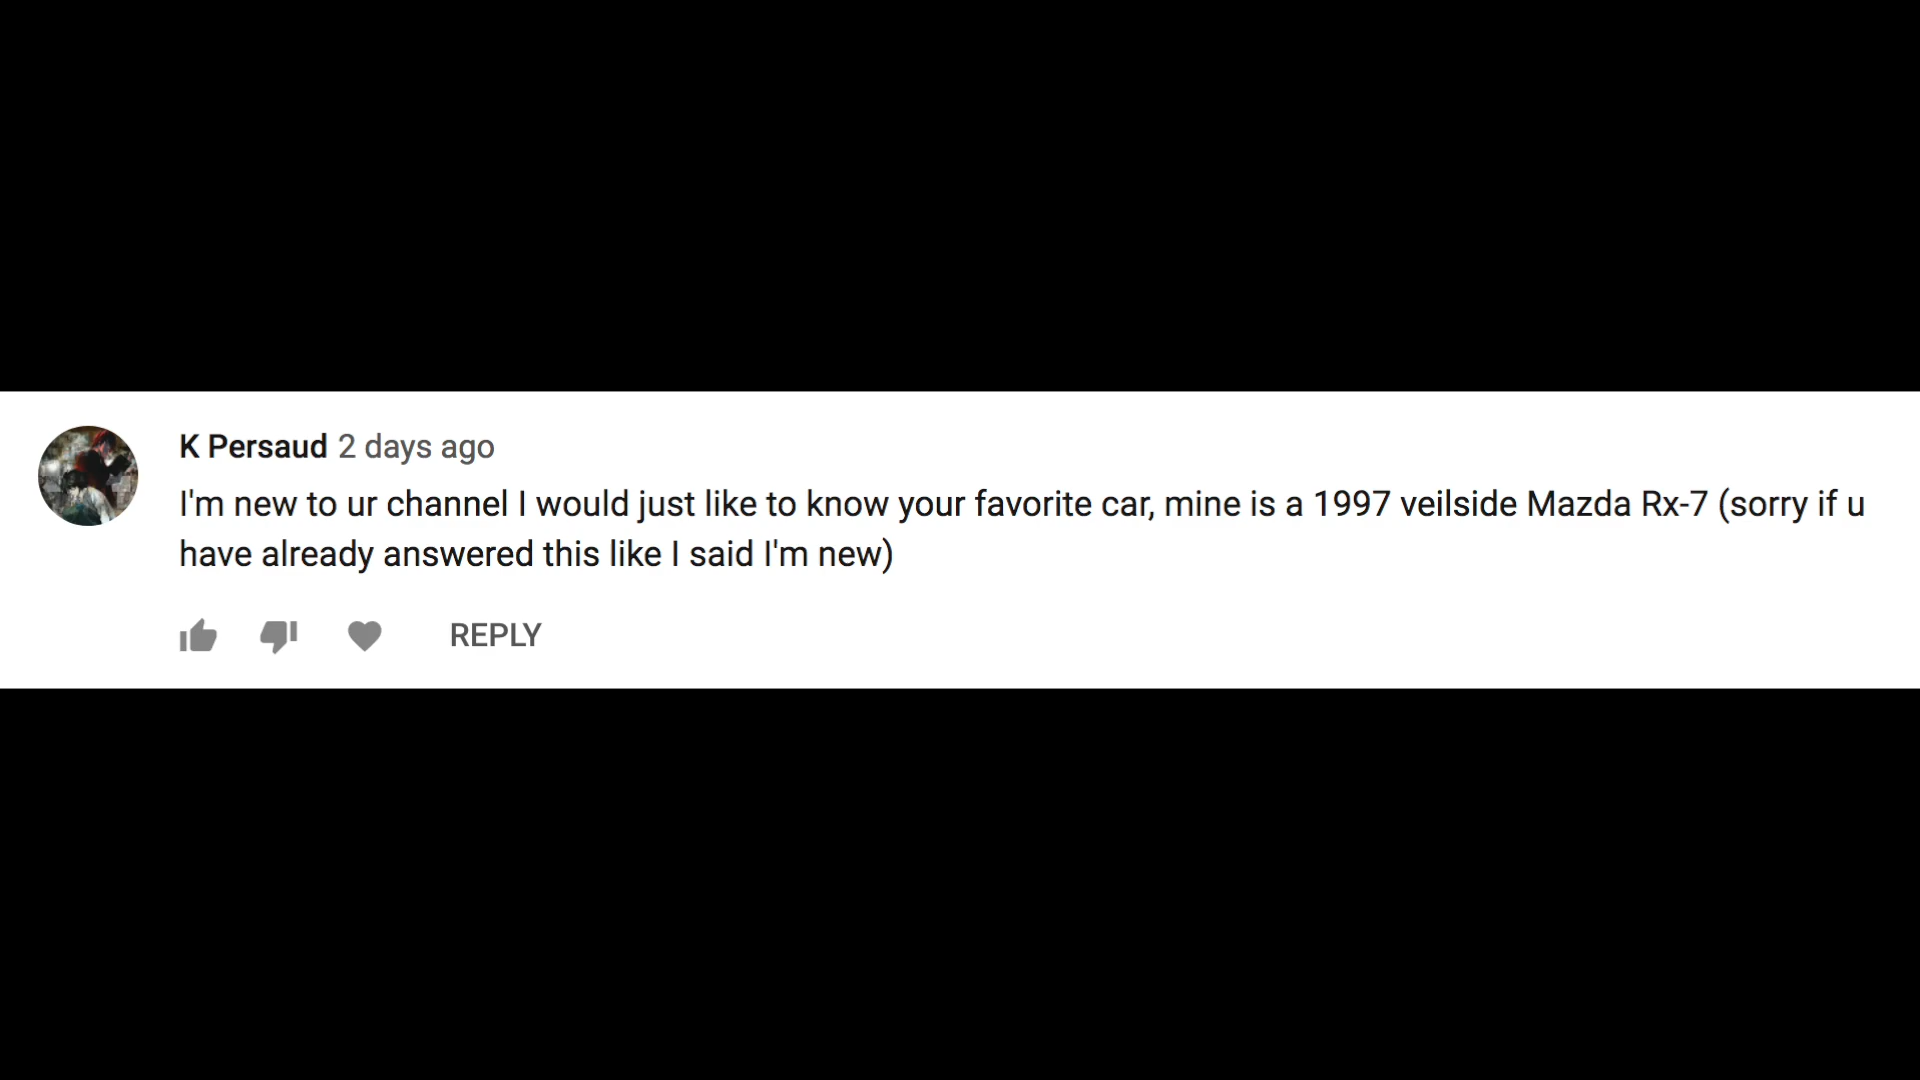 K Persaud 2 days ago
I'm new to ur channel I would just like to know your favorite car, mine is a 1997 veilside Mazda Rx-7 (sorry if u
have already answered this like I said I'm new)
REPLY